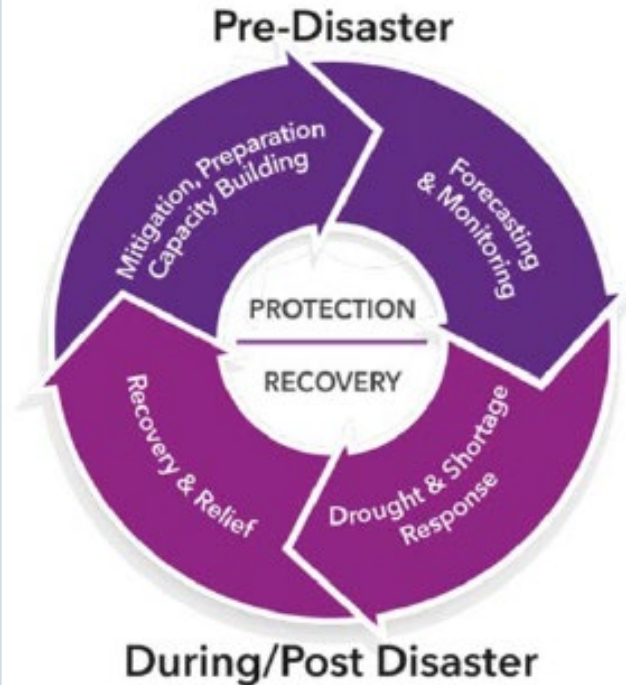 Pre-Disaster
Mitigation, Preparation
Capacity Building
Forecasting
& Monitoring
PROTECTION
RECOVERY
Recovery & Relief
Drought & Shortage
Response
During/Post Disaster